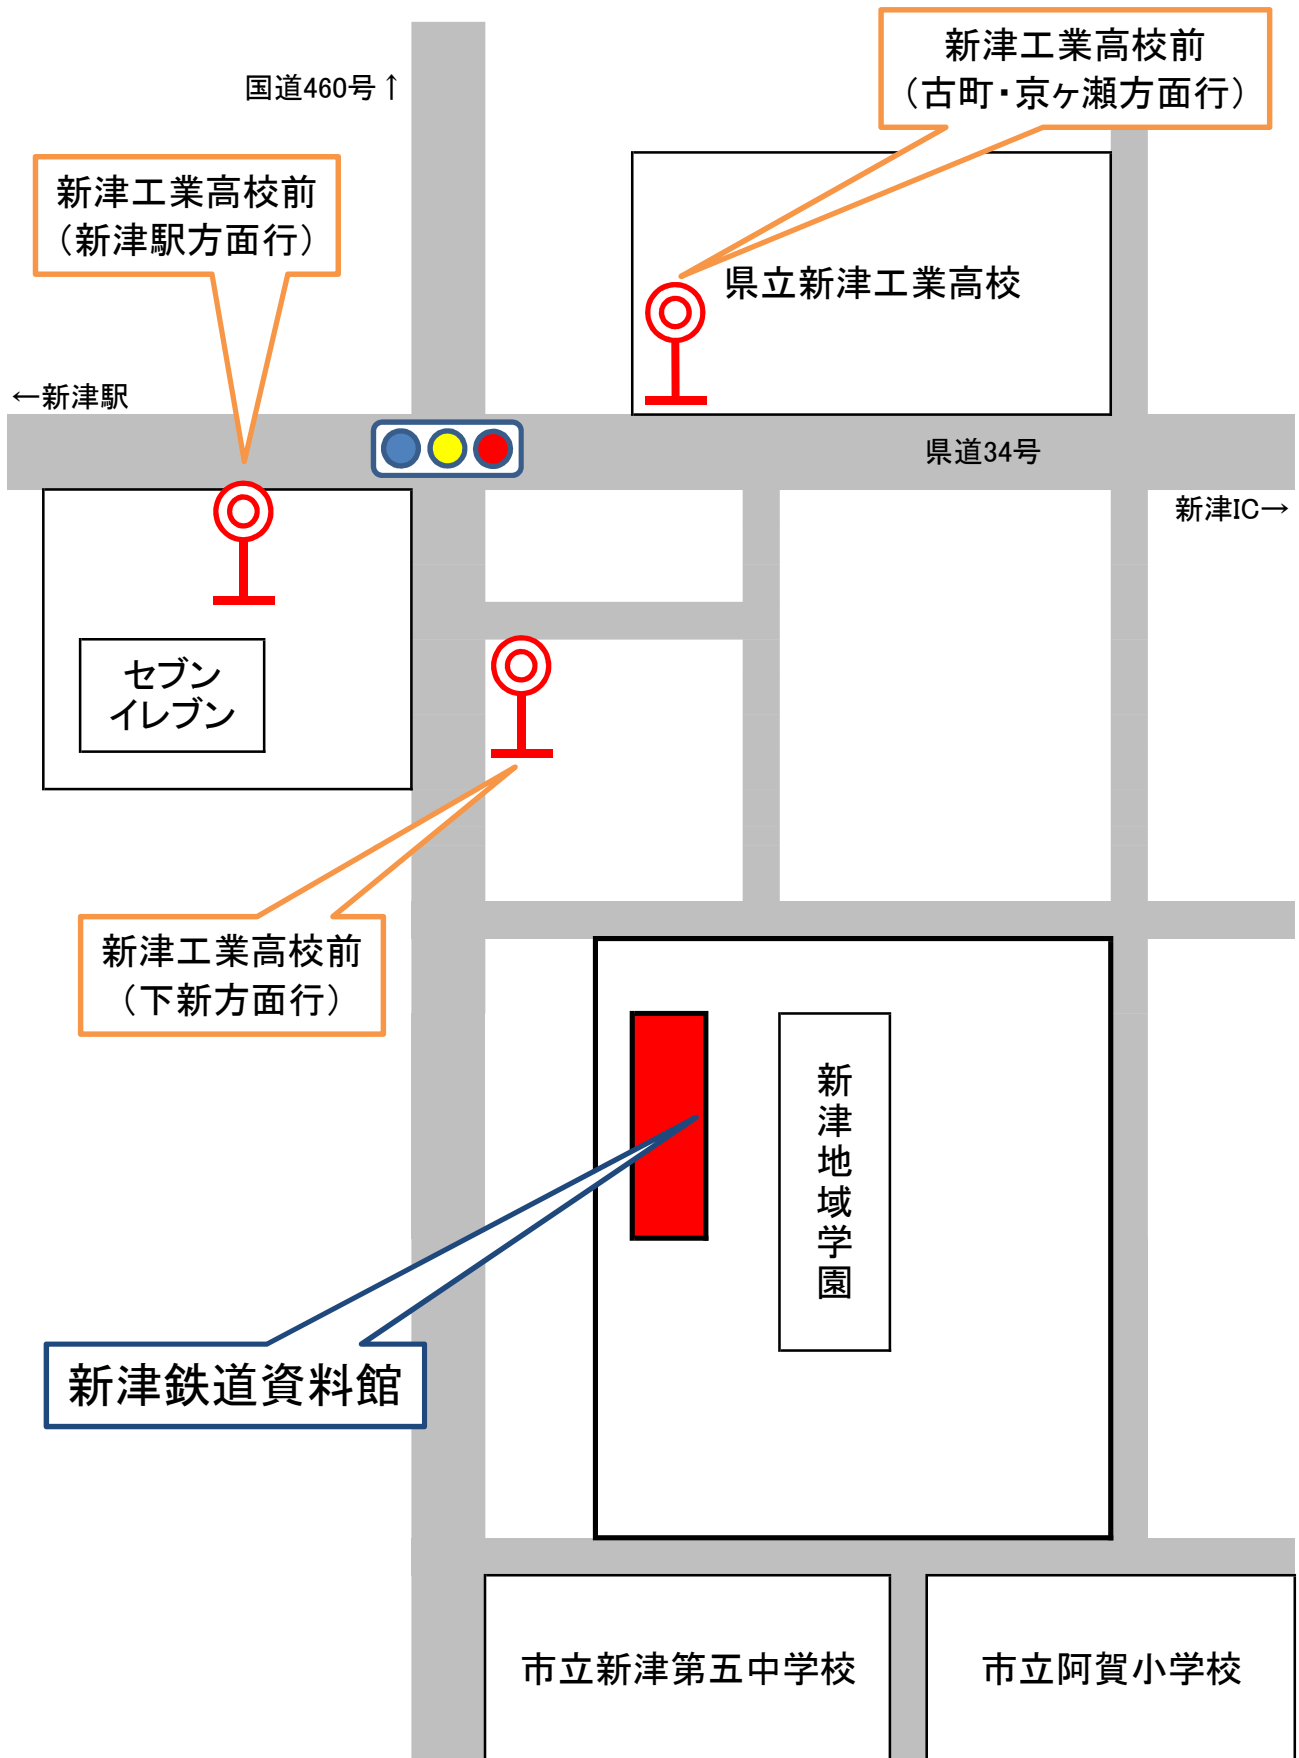 新津工業高校前
（古町・京ヶ瀬方面行）
国道460号↑
新津工業高校前
（新津駅方面行）
県立新津工業高校
←新津駅
県道34号
新津IC→
セブン
イレブン
新津工業高校前
（下新方面行）
新津地域学園
新津鉄道資料館
市立新津第五中学校
市立阿賀小学校